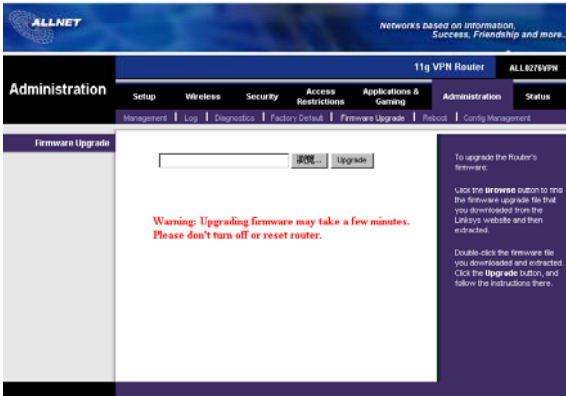 ALLNET
Networks based on Information,
Success, Friendship and more..
11g VPN Router
ALL0276VPN
Administration
Setup
Wireless
Security
Access Restrictions
Applications & Gaming
Administration
Status
Management | Log | Diagnostics | Factory Default | Firmware Upgrade | Reboot | Config Management
Firmware Upgrade
瀏覽...
Upgrade
Warning: Upgrading firmware may take a few minutes.
Please don't turn off or reset router.
To upgrade the Router's
firmware:
Click the Browse button to find
the firmware upgrade file that
you downloaded from the
Linksys website and then
extracted.
Double-click the firmware file
you downloaded and extracted.
Click the Upgrade button, and
follow the instructions there.